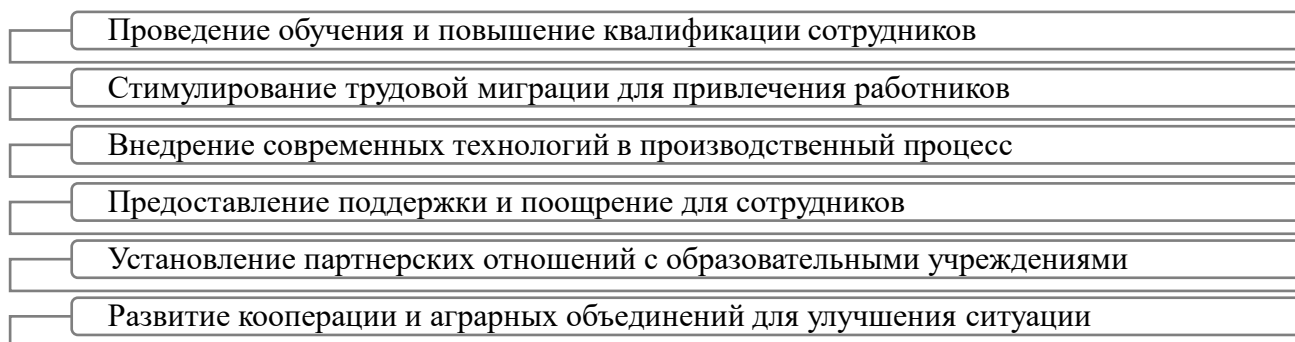 Проведение обучения и повышение квалификации сотрудников
Стимулирование трудовой миграции для привлечения работников
Внедрение современных технологий в производственный процесс
Предоставление поддержки и поощрение для сотрудников
Установление партнерских отношений с образовательными учреждениями
Развитие кооперации и аграрных объединений для улучшения ситуации